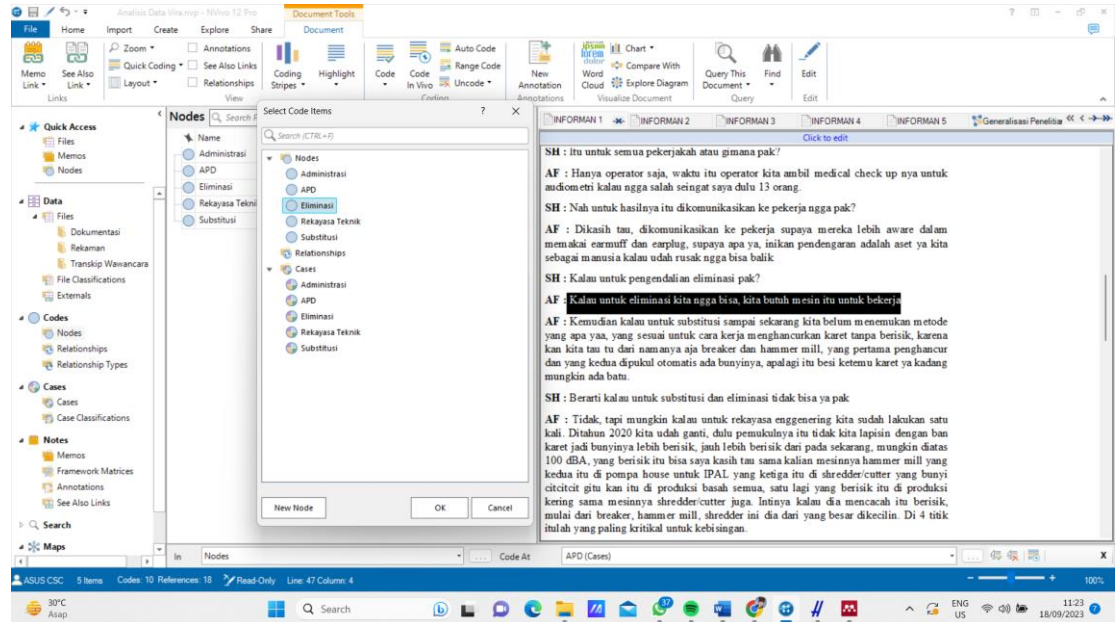 Analisis Data Vira.nvp - NVivo 12 Pro
Document Tools
File Home Import Create Explore Share Document
Memo Link
See Also Link
Links
Zoom
Quick Coding
Layout
Annotations
See Also Links
Relationships
View
Coding Stripes
Highlight
Code
Code In Vivo
Auto Code
Range Code
Uncode
Coding
New Annotation
Annotations
Word Cloud
Chart
Compare With
Explore Diagram
Visualize Document
Query This Document
Find
Query
Edit
Edit
Quick Access
Files
Memos
Nodes
Data
Files
Dokumentasi
Rekaman
Transkip Wawancara
File Classifications
Externals
Codes
Nodes
Relationships
Relationship Types
Cases
Cases
Case Classifications
Notes
Memos
Framework Matrices
Annotations
See Also Links
Search
Maps
Nodes
Name
Administrasi
APD
Eliminasi
Rekayasa Tekni
Substitusi
Select Code Items ? X
Search (CTRL+F)
Nodes
Administrasi
APD
Eliminasi
Rekayasa Teknik
Substitusi
Relationships
Cases
Administrasi
APD
Eliminasi
Rekayasa Teknik
Substitusi
New Node OK Cancel
INFORMAN 1 INFORMAN 2 INFORMAN 3 INFORMAN 4 INFORMAN 5 Generalisasi Penelitiar
Click to edit
SH : Itu untuk semua pekerjakah atau gimana pak?
AF : Hanya operator saja, waktu itu operator kita ambil medical check up nya untuk
audiometri kalau ngga salah seingat saya dulu 13 orang.
SH : Nah untuk hasilnya itu dikomunikasikan ke pekerja ngga pak?
AF : Dikasih tau, dikomunikasikan ke pekerja supaya mereka lebih aware dalam
memakai earmuff dan earplug, supaya apa ya, inikan pendengaran adalah aset ya kita
sebagai manusia kalau udah rusak ngga bisa balik
SH : Kalau untuk pengendalian eliminasi pak?
AF : Kalau untuk eliminasi kita ngga bisa, kita butuh mesin itu untuk bekerja
AF : Kemudian kalau untuk substitusi sampai sekarang kita belum menemukan metode
yang apa yaa, yang sesuai untuk cara kerja menghancurkan karet tanpa berisik, karena
kan kita tau tu dari namanya aja breaker dan hammer mill, yang pertama penghancur
dan yang kedua dipukul otomatis ada bunyinya, apalagi itu besi ketemu karet ya kadang
mungkin ada batu.
SH : Berarti kalau untuk substitusi dan eliminasi tidak bisa ya pak
AF : Tidak, tapi mungkin kalau untuk rekayasa enggenering kita sudah lakukan satu
kali. Ditahun 2020 kita udah ganti, dulu pemukulnya itu tidak kita lapisin dengan ban
karet jadi bunyinya lebih berisik, jauh lebih berisik dari pada sekarang, mungkin diatas
100 dBA, yang berisik itu bisa saya kasih tau sama kalian mesinnya hammer mill yang
kedua itu di pompa house untuk IPAL yang ketiga itu di shredder/cutter yang bunyi
citcitcit gitu kan itu di produksi basah semua, satu lagi yang berisik itu di produksi
kering sama mesinnya shredder/cutter juga. Intinya kalau dia mencacah itu berisik,
mulai dari breaker, hammer mill, shredder ini dia dari yang besar dikecilin. Di 4 titik
itulah yang paling kritikal untuk kebisingan.
In Nodes ... Code At APD (Cases) ... X
ASUS CSC 5 Items Codes: 10 References: 18 Read-Only Line: 47 Column: 4 100%
30°C
Asap
Search
37
ENG
US
11:23
18/09/2023